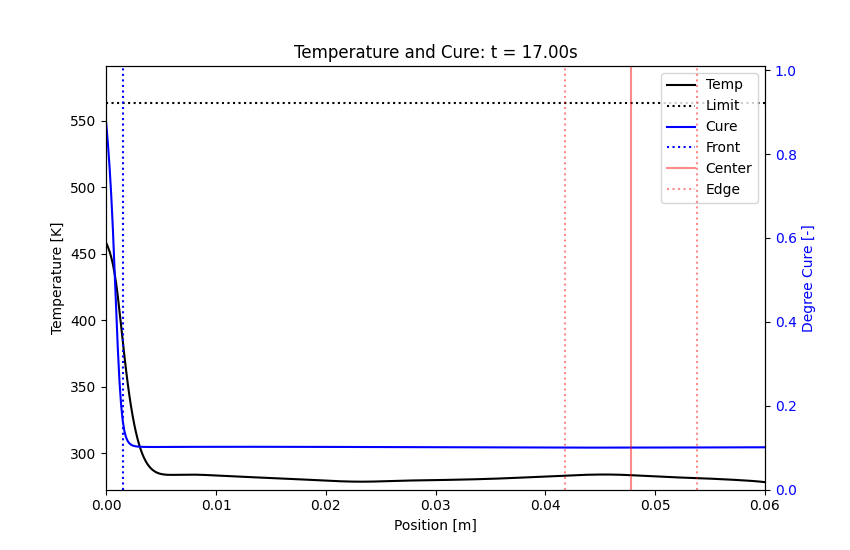 Temperature and Cure: t = 17.00s
Temperature [K]
550
500
450
400
350
300
Temp
Limit
Cure
Front
Center
Edge
1.0
0.8
0.6
0.4
0.2
0.0
Degree Cure [-]
0.00 0.01 0.02 0.03 0.04 0.05 0.06
Position [m]